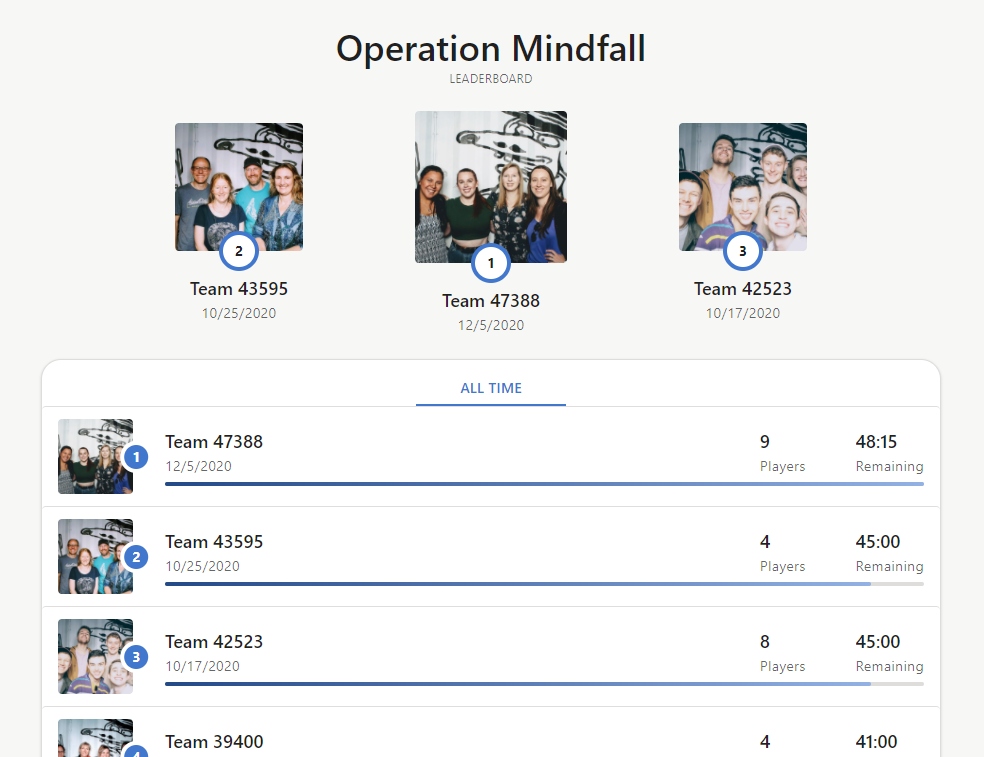 Operation Mindfall
LEADERBOARD
2
Team 43595
10/25/2020
1
Team 47388
12/5/2020
3
Team 42523
10/17/2020
ALL TIME
1
Team 47388
12/5/2020
9
Players
48:15
Remaining
2
Team 43595
10/25/2020
4
Players
45:00
Remaining
3
Team 42523
10/17/2020
8
Players
45:00
Remaining
4
Team 39400
4
41:00